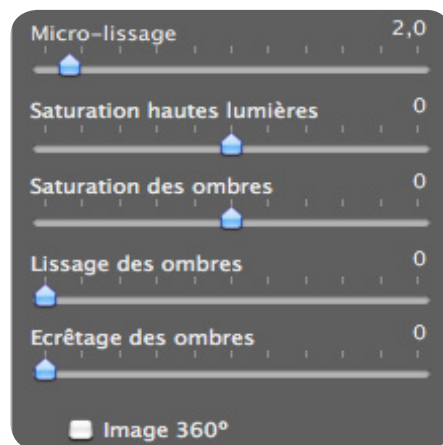 Micro-lissage 2,0
Saturation hautes lumières 0
Saturation des ombres 0
Lissage des ombres 0
Ecrêtage des ombres 0
Image 360°